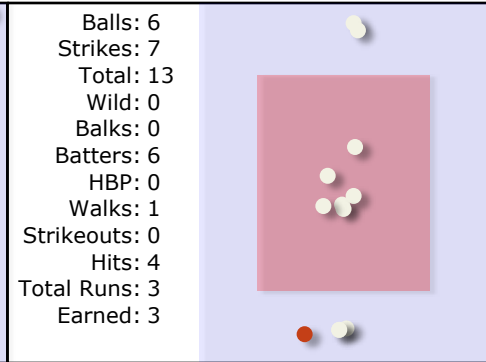 Balls: 6
Strikes: 7
Total: 13
Wild: 0
Balks: 0
Batters: 6
HBP: 0
Walks: 1
Strikeouts: 0
Hits: 4
Total Runs: 3
Earned: 3